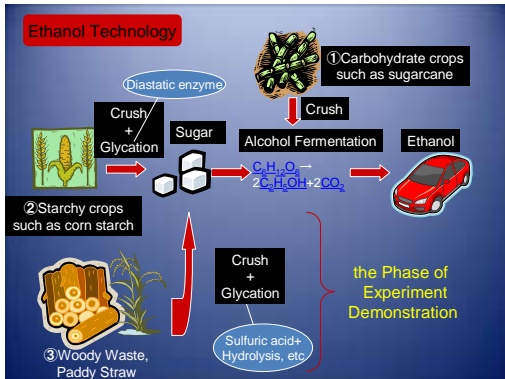 Ethanol Technology
①Carbohydrate crops
such as sugarcane
Diastatic enzyme
Crush
+
Glycation
Sugar
Crush
Alcohol Fermentation
Ethanol
C6H12O6→
2C2H5OH+2CO2
②Starchy crops
such as corn starch
Crush
+
Glycation
the Phase of
Experiment
Demonstration
Sulfuric acid+
Hydrolysis, etc
③Woody Waste,
Paddy Straw